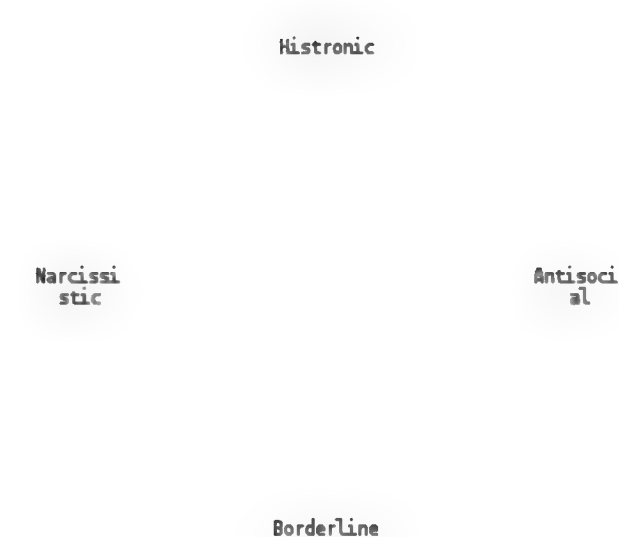 Histronic
Narcissi
stic
Antisoci
al
Borderline